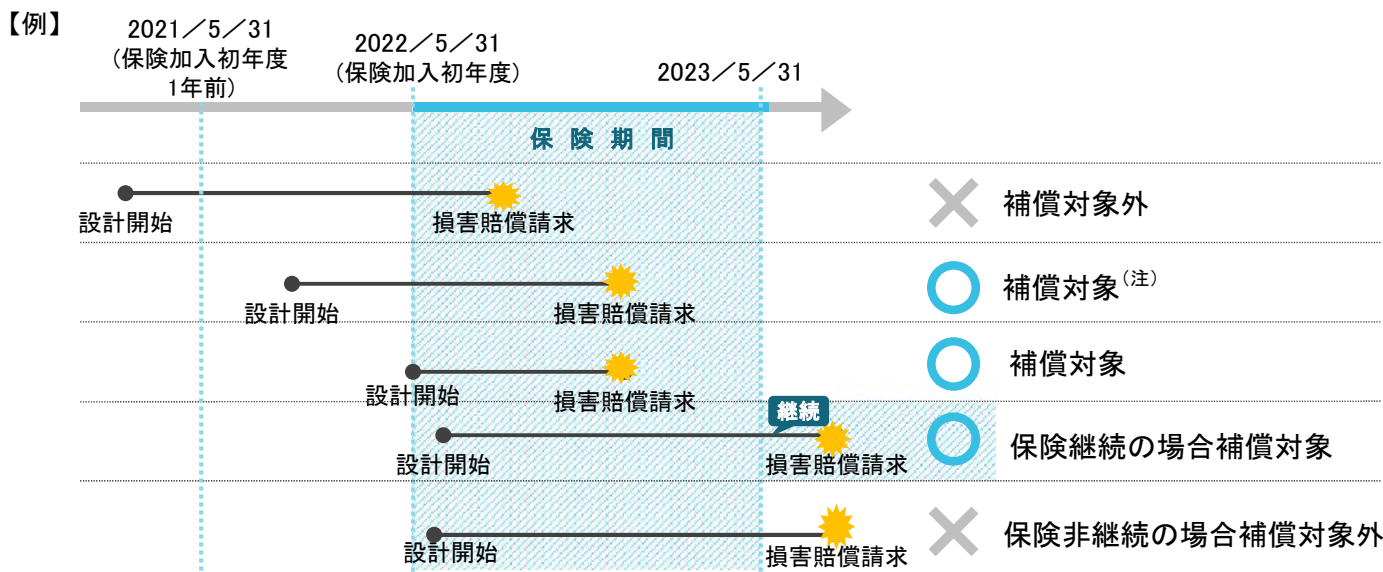 【例】
2021／5／31
（保険加入初年度
1年前）
2022／5／31
（保険加入初年度）
2023／5／31
保険期間
設計開始
損害賠償請求
補償対象外
設計開始
損害賠償請求
補償対象（注）
設計開始
損害賠償請求
補償対象
継続
設計開始
損害賠償請求
保険継続の場合補償対象
設計開始
損害賠償請求
保険非継続の場合補償対象外